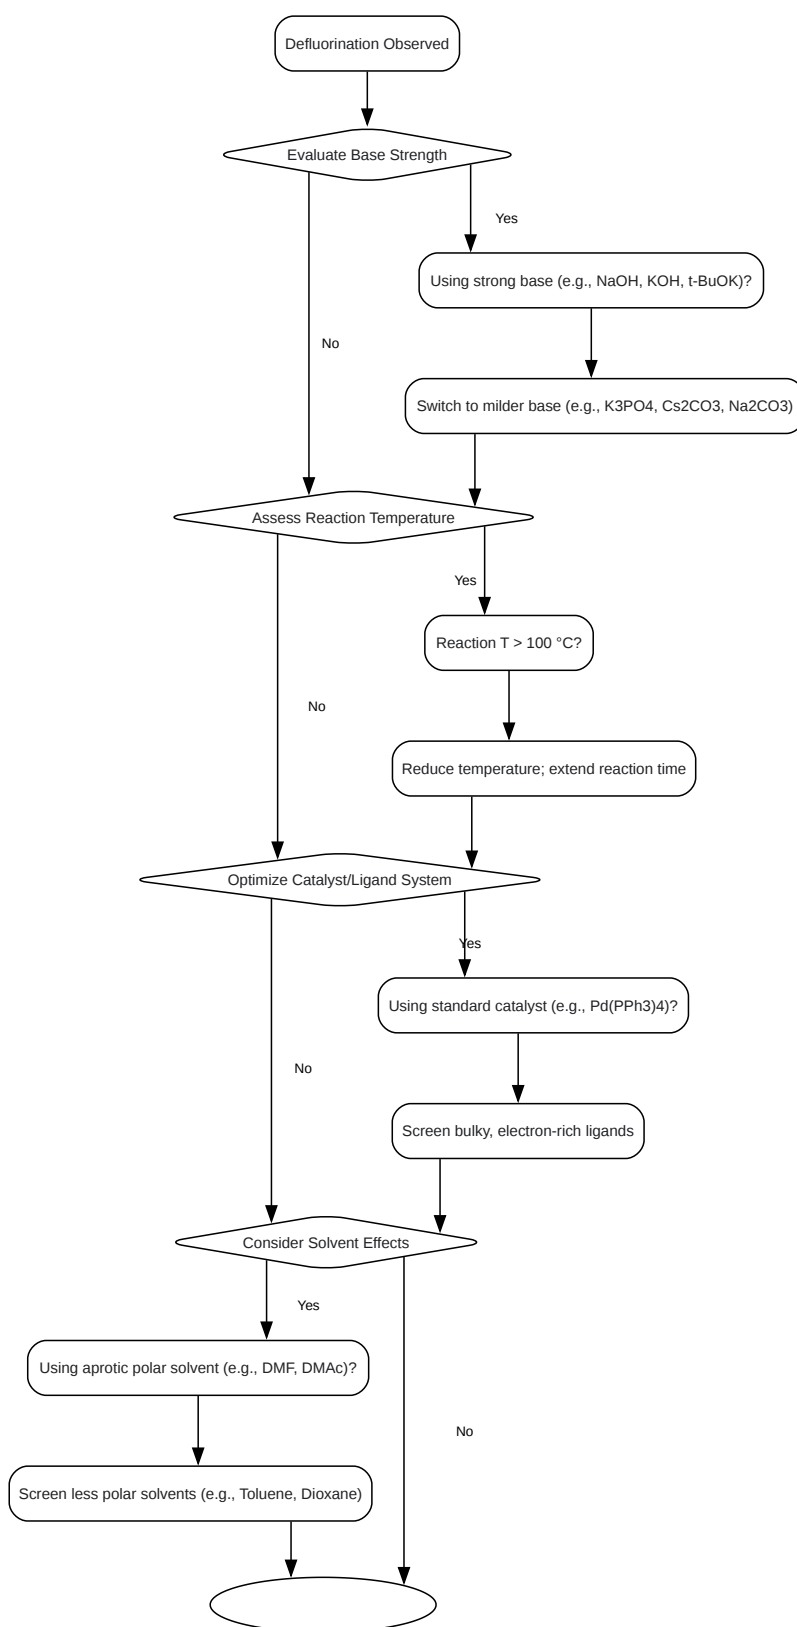 Defluorination Observed
Evaluate Base Strength
Yes
Using strong base (e.g., NaOH, KOH, t-BuOK)?
No
Switch to milder base (e.g., K3PO4, Cs2CO3, Na2CO3)
Assess Reaction Temperature
Yes
Reaction T > 100 °C?
No
Reduce temperature; extend reaction time
Optimize Catalyst/Ligand System
Yes
Using standard catalyst (e.g., Pd(PPh3)4)?
No
Screen bulky, electron-rich ligands
Consider Solvent Effects
Yes
Using aprotic polar solvent (e.g., DMF, DMAc)?
No
Screen less polar solvents (e.g., Toluene, Dioxane)